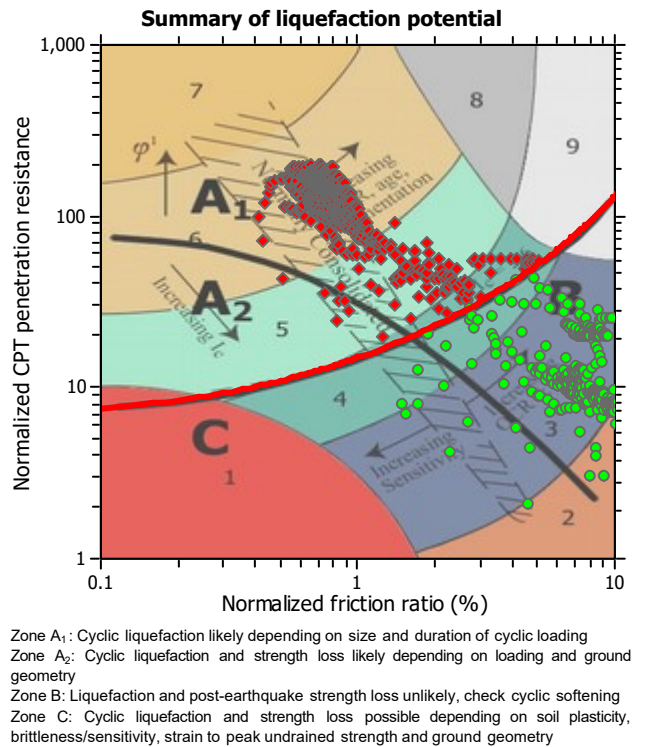 Summary of liquefaction potential
1,000
7
8
φ'
9
Increasing
, age,
mentation
A1
100
6
Consolidated
A2
Increasing Ic
5
B
10
4
C
3
Increasing
Sensitivity
1
2
1
0.1
1
10
Normalized CPT penetration resistance
Normalized friction ratio (%)
Zone A1: Cyclic liquefaction likely depending on size and duration of cyclic loading
Zone A2: Cyclic liquefaction and strength loss likely depending on loading and ground
geometry
Zone B: Liquefaction and post-earthquake strength loss unlikely, check cyclic softening
Zone C: Cyclic liquefaction and strength loss possible depending on soil plasticity,
brittleness/sensitivity, strain to peak undrained strength and ground geometry